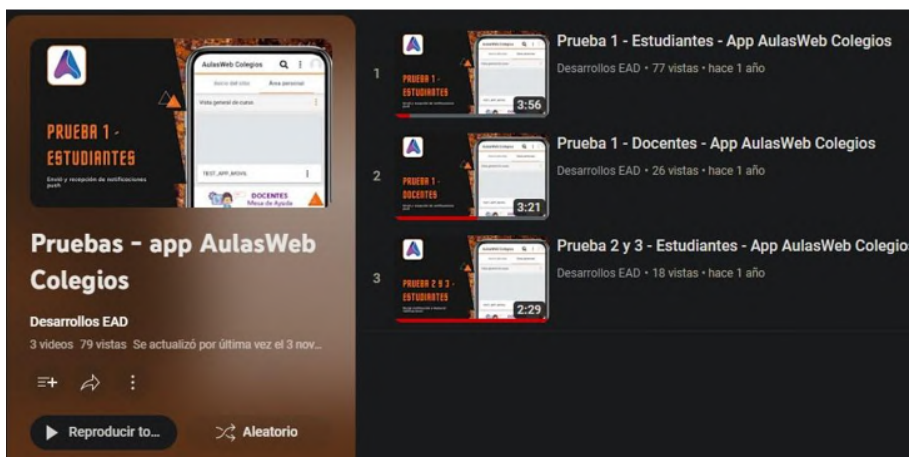 AulasWeb Colegios
Inicio del sitio
Área personal
Vista general de curso
PRUEBA 1 -
ESTUDIANTES
Envió y recepción de notificaciones
push
TEST_APP_MOVIL
DOCENTES
Mesa de Ayuda
Pruebas - app AulasWeb
Colegios
Desarrollos EAD
3 videos 79 vistas Se actualizó por última vez el 3 nov...
Reproducir to...
Aleatorio
1
PRUEBA 1 -
ESTUDIANTES
3:56
Prueba 1 - Estudiantes - App AulasWeb Colegios
Desarrollos EAD • 77 vistas • hace 1 año
2
PRUEBA 1 -
DOCENTES
3:21
Prueba 1 - Docentes - App AulasWeb Colegios
Desarrollos EAD • 26 vistas • hace 1 año
3
PRUEBA 2 Y 3 -
ESTUDIANTES
2:29
Prueba 2 y 3 - Estudiantes - App AulasWeb Colegios
Desarrollos EAD • 18 vistas • hace 1 año